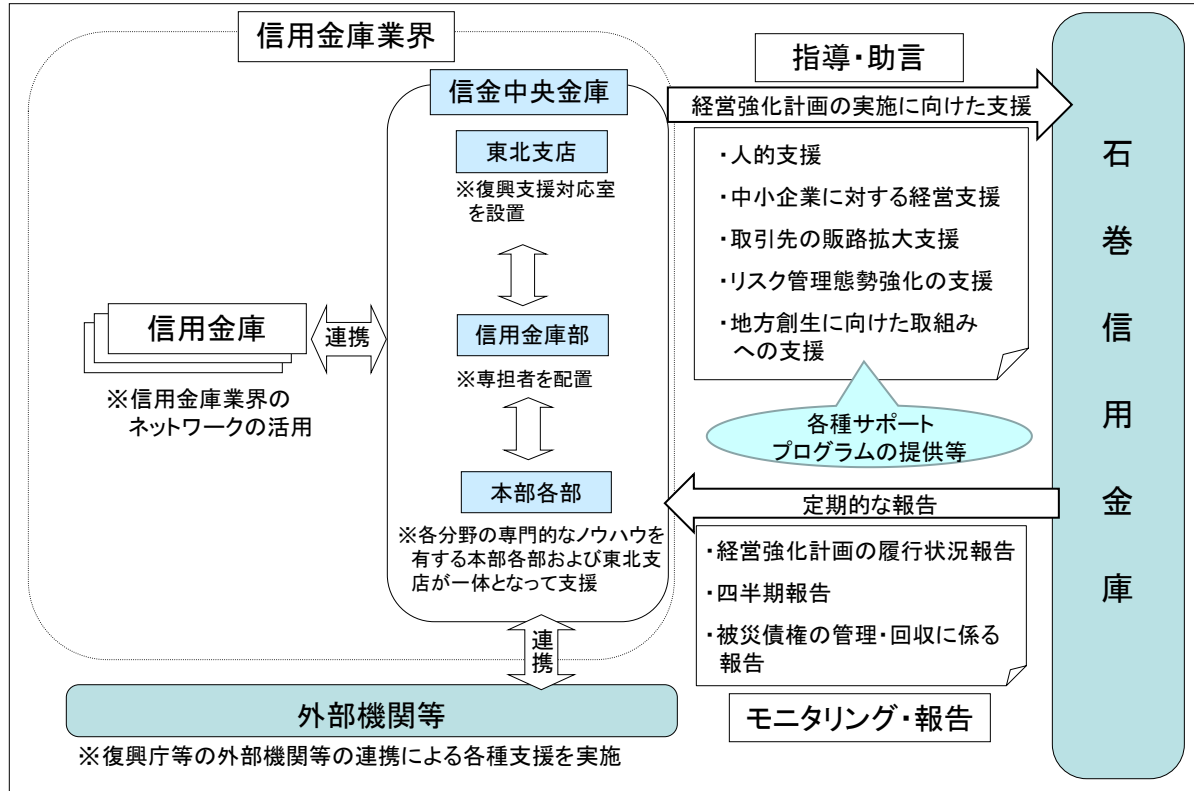 信用金庫業界
信金中央金庫
東北支店
※復興支援対応室
を設置
信用金庫部
※専担者を配置
本部各部
※各分野の専門的なノウハウを
有する本部各部および東北支
店が一体となって支援
信用金庫
連携
※信用金庫業界の
ネットワークの活用
連携
外部機関等
※復興庁等の外部機関等の連携による各種支援を実施
指導・助言
経営強化計画の実施に向けた支援
・人的支援
・中小企業に対する経営支援
・取引先の販路拡大支援
・リスク管理態勢強化の支援
・地方創生に向けた取組み
への支援
各種サポート
プログラムの提供等
定期的な報告
・経営強化計画の履行状況報告
・四半期報告
・被災債権の管理・回収に係る
報告
モニタリング・報告
石巻信用金庫